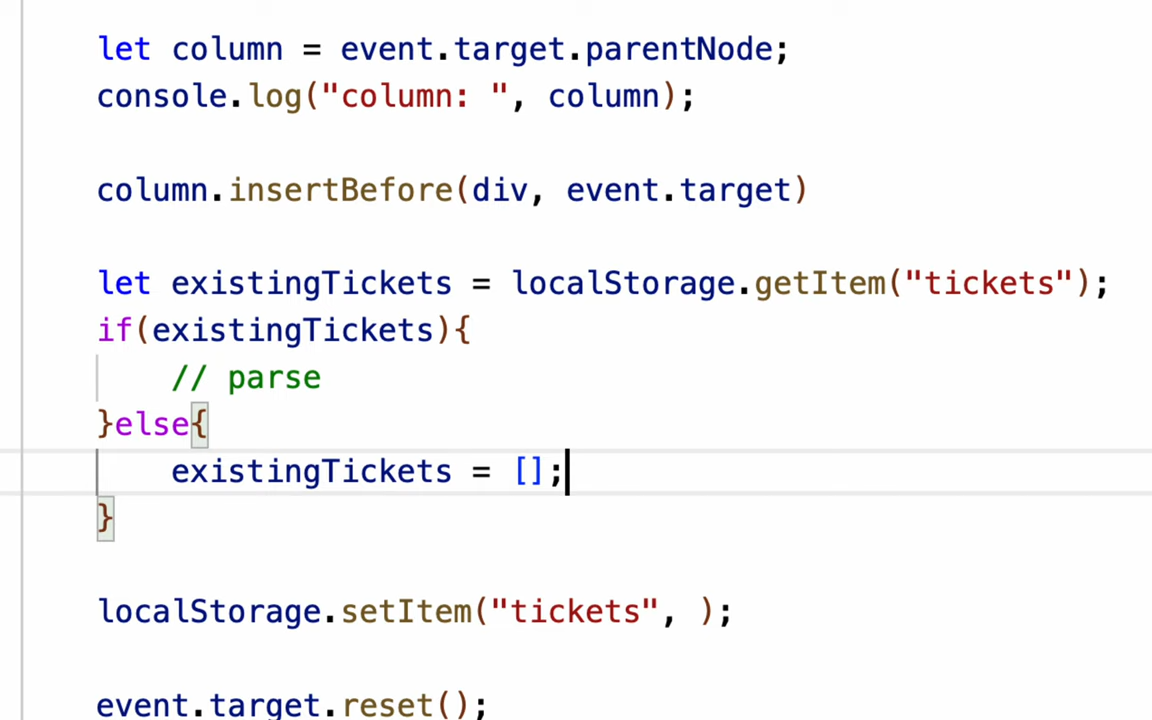 let column = event.target.parentNode;
console.log("column: ", column);
column.insertBefore(div, event.target)
let existingTickets = localStorage.getItem("tickets");
if(existingTickets){
// parse
}else{
existingTickets = [];
}
localStorage.setItem("tickets", );
event.target.reset();